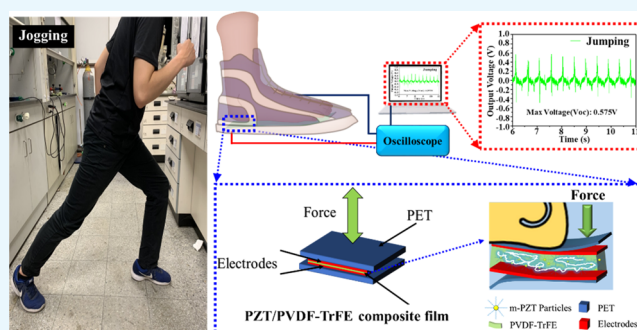 Jogging
Jumping
Oscilloscope
Output Voltage (V)
1.0
0.8
0.6
0.4
0.2
0.0
-0.2
-0.4
-0.6
-0.8
-1.0
Jumping
Max Voltage(Voc): 0.575V
6 7 8 9 10 11
Time (s)
Force
PET
Electrodes
PZT/PVDF-TrFE composite film
Force
m-PZT Particles
PET
PVDF-TrFE
Electrodes